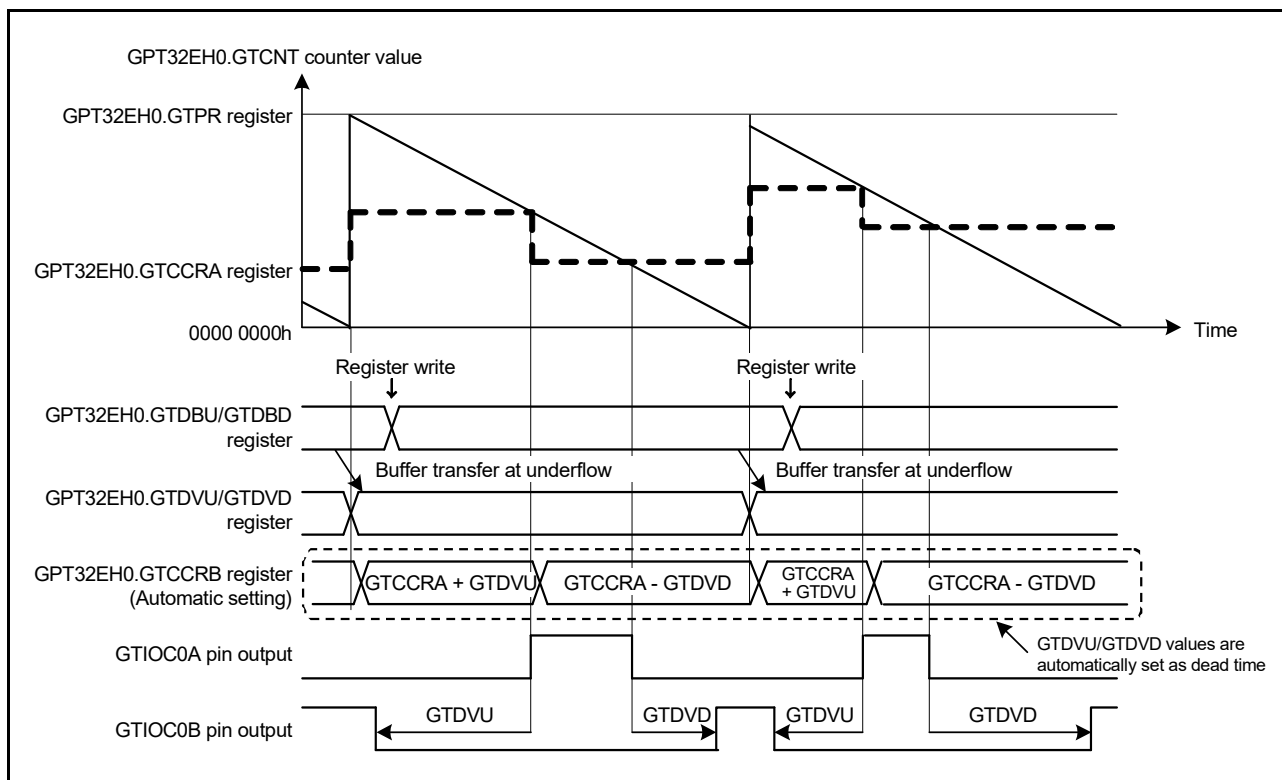 GPT32EH0.GTCNT counter value
GPT32EH0.GTPR register
GPT32EH0.GTCCRA register
0000 0000h
Time
Register write
Register write
GPT32EH0.GTDBU/GTDBD
register
Buffer transfer at underflow
Buffer transfer at underflow
GPT32EH0.GTDVU/GTDVD
register
GPT32EH0.GTCCRB register
(Automatic setting)
GTCCRA + GTDVU
GTCCRA - GTDVD
GTCCRA
+ GTDVU
GTCCRA - GTDVD
GTDVU/GTDVD values are
automatically set as dead time
GTIOC0A pin output
GTIOC0B pin output
GTDVU
GTDVD
GTDVU
GTDVD